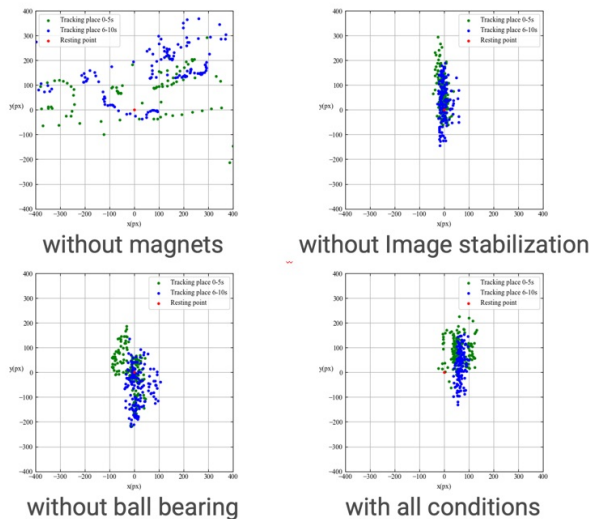 Tracking place 0-5s
Tracking place 6-10s
Resting point
y(px)
400
300
200
100
0
−100
−200
−300
−400
−400 −300 −200 −100 0 100 200 300 400
x(px)
without magnets
Tracking place 0-5s
Tracking place 6-10s
Resting point
y(px)
400
300
200
100
0
−100
−200
−300
−400
−400 −300 −200 −100 0 100 200 300 400
x(px)
without Image stabilization
Tracking place 0-5s
Tracking place 6-10s
Resting point
y(px)
400
300
200
100
0
−100
−200
−300
−400
−400 −300 −200 −100 0 100 200 300 400
x(px)
without ball bearing
Tracking place 0-5s
Tracking place 6-10s
Resting point
y(px)
400
300
200
100
0
−100
−200
−300
−400
−400 −300 −200 −100 0 100 200 300 400
x(px)
with all conditions